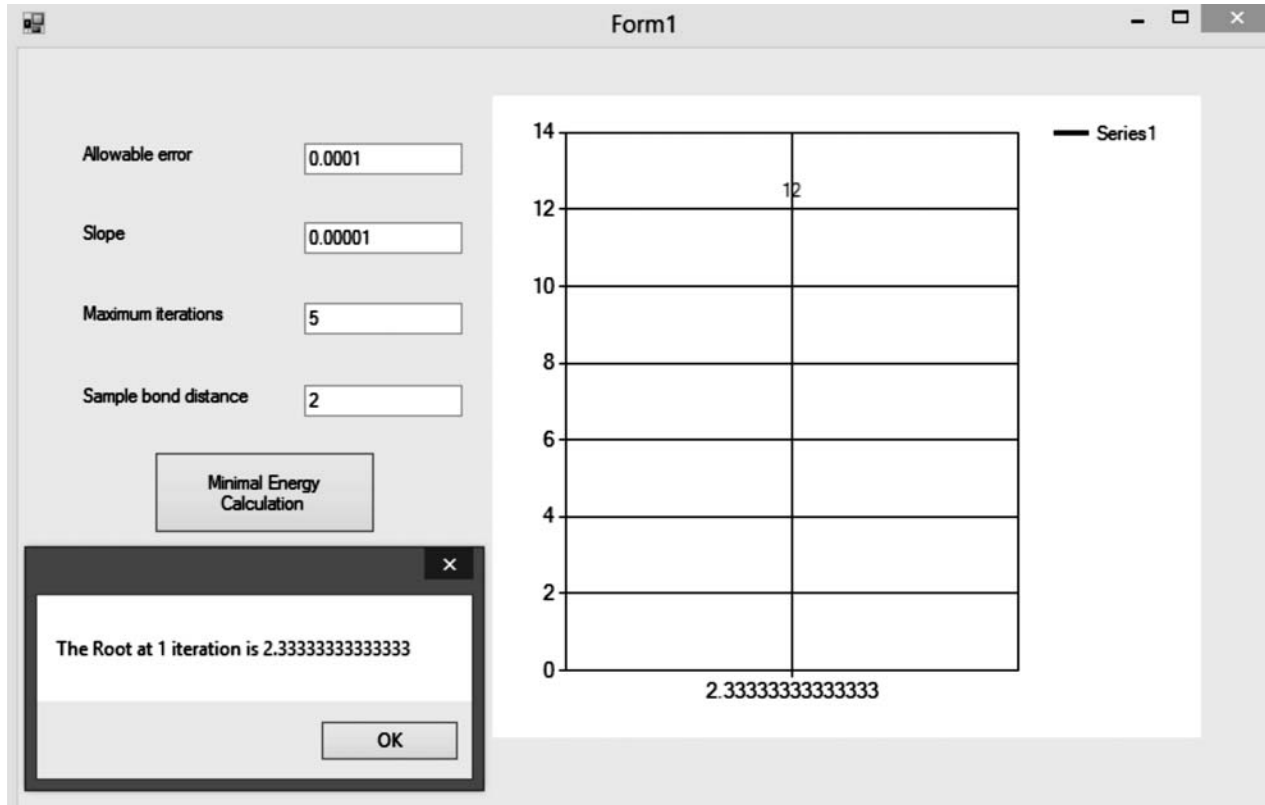 Form1
Allowable error
0.0001
Slope
0.00001
Maximum iterations
5
Sample bond distance
2
Minimal Energy
Calculation
The Root at 1 iteration is 2.33333333333333
OK
14
12
12
10
8
6
4
2
0
2.33333333333333
Series1